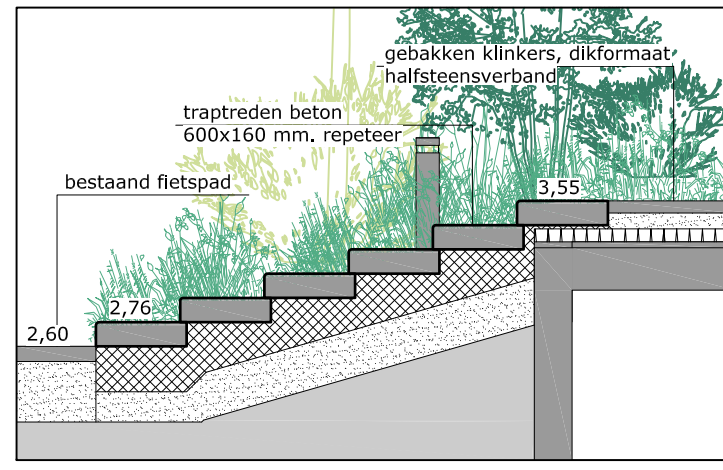 gebakken klinkers, dikformaat
halfsteensverband
traptreden beton
600x160 mm. repeteer
bestaand fietspad
3,55
2,76
2,60